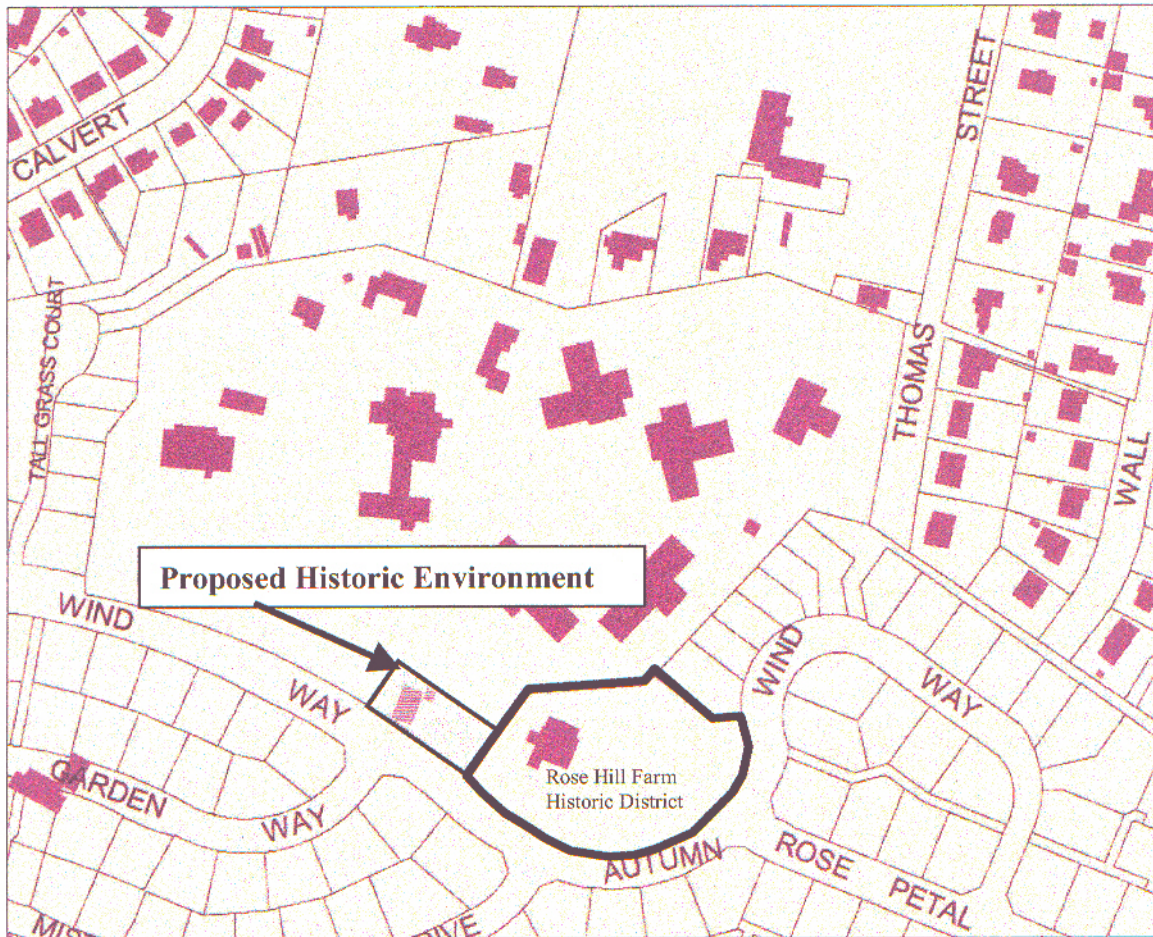 CALVERT
STREET
TALL GRASS COURT
THOMAS
WALL
Proposed Historic Environment
WIND
WAY
WIND
WAY
GARDEN
WAY
Rose Hill Farm
Historic District
AUTUMN
ROSE
PETAL